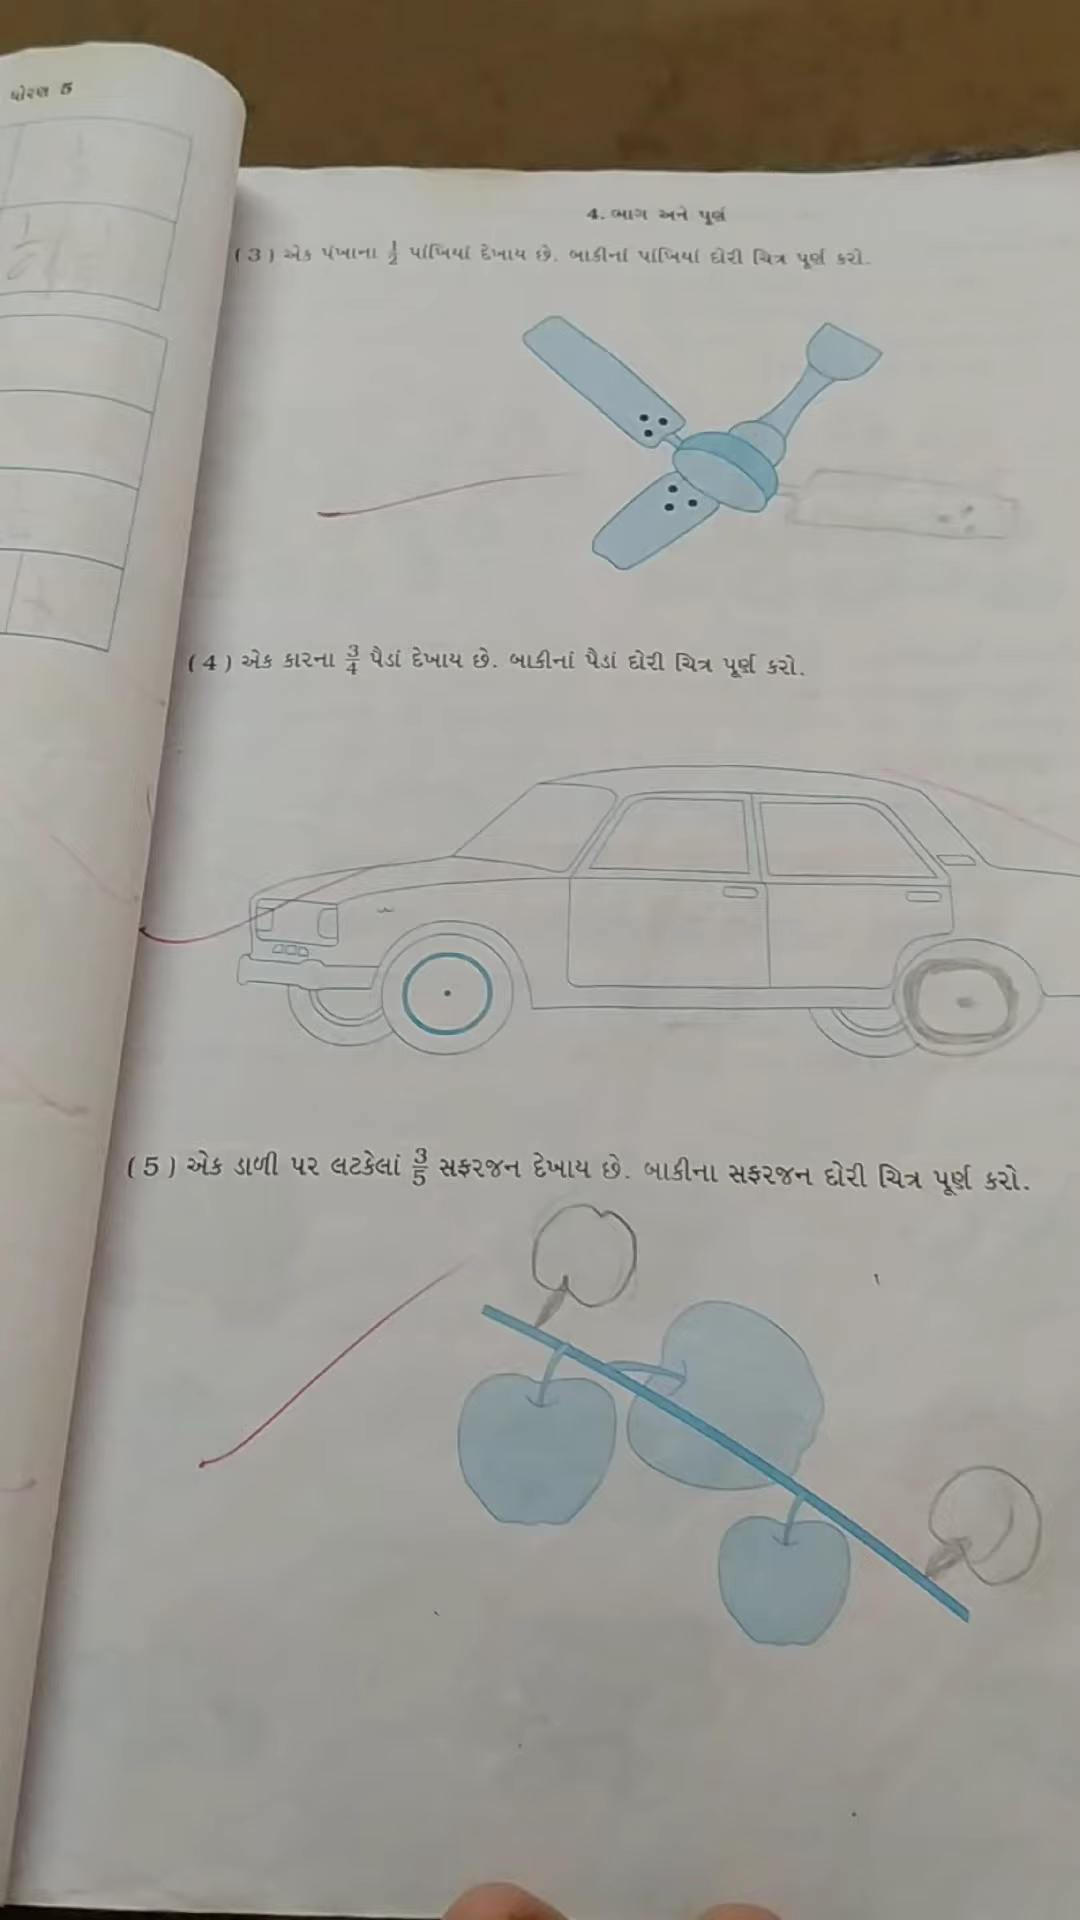 ધોરણ 5
4. ભાગ અને પૂર્ણ
(3) એક પંખાના 1/2 પાંખિયાં દેખાય છે. બાકીનાં પાંખિયાં દોરી ચિત્ર પૂર્ણ કરો.
(4) એક કારના 3/4 પૈડાં દેખાય છે. બાકીનાં પૈડાં દોરી ચિત્ર પૂર્ણ કરો.
(5) એક ડાળી પર લટકેલાં 3/5 સફરજન દેખાય છે. બાકીના સફરજન દોરી ચિત્ર પૂર્ણ કરો.